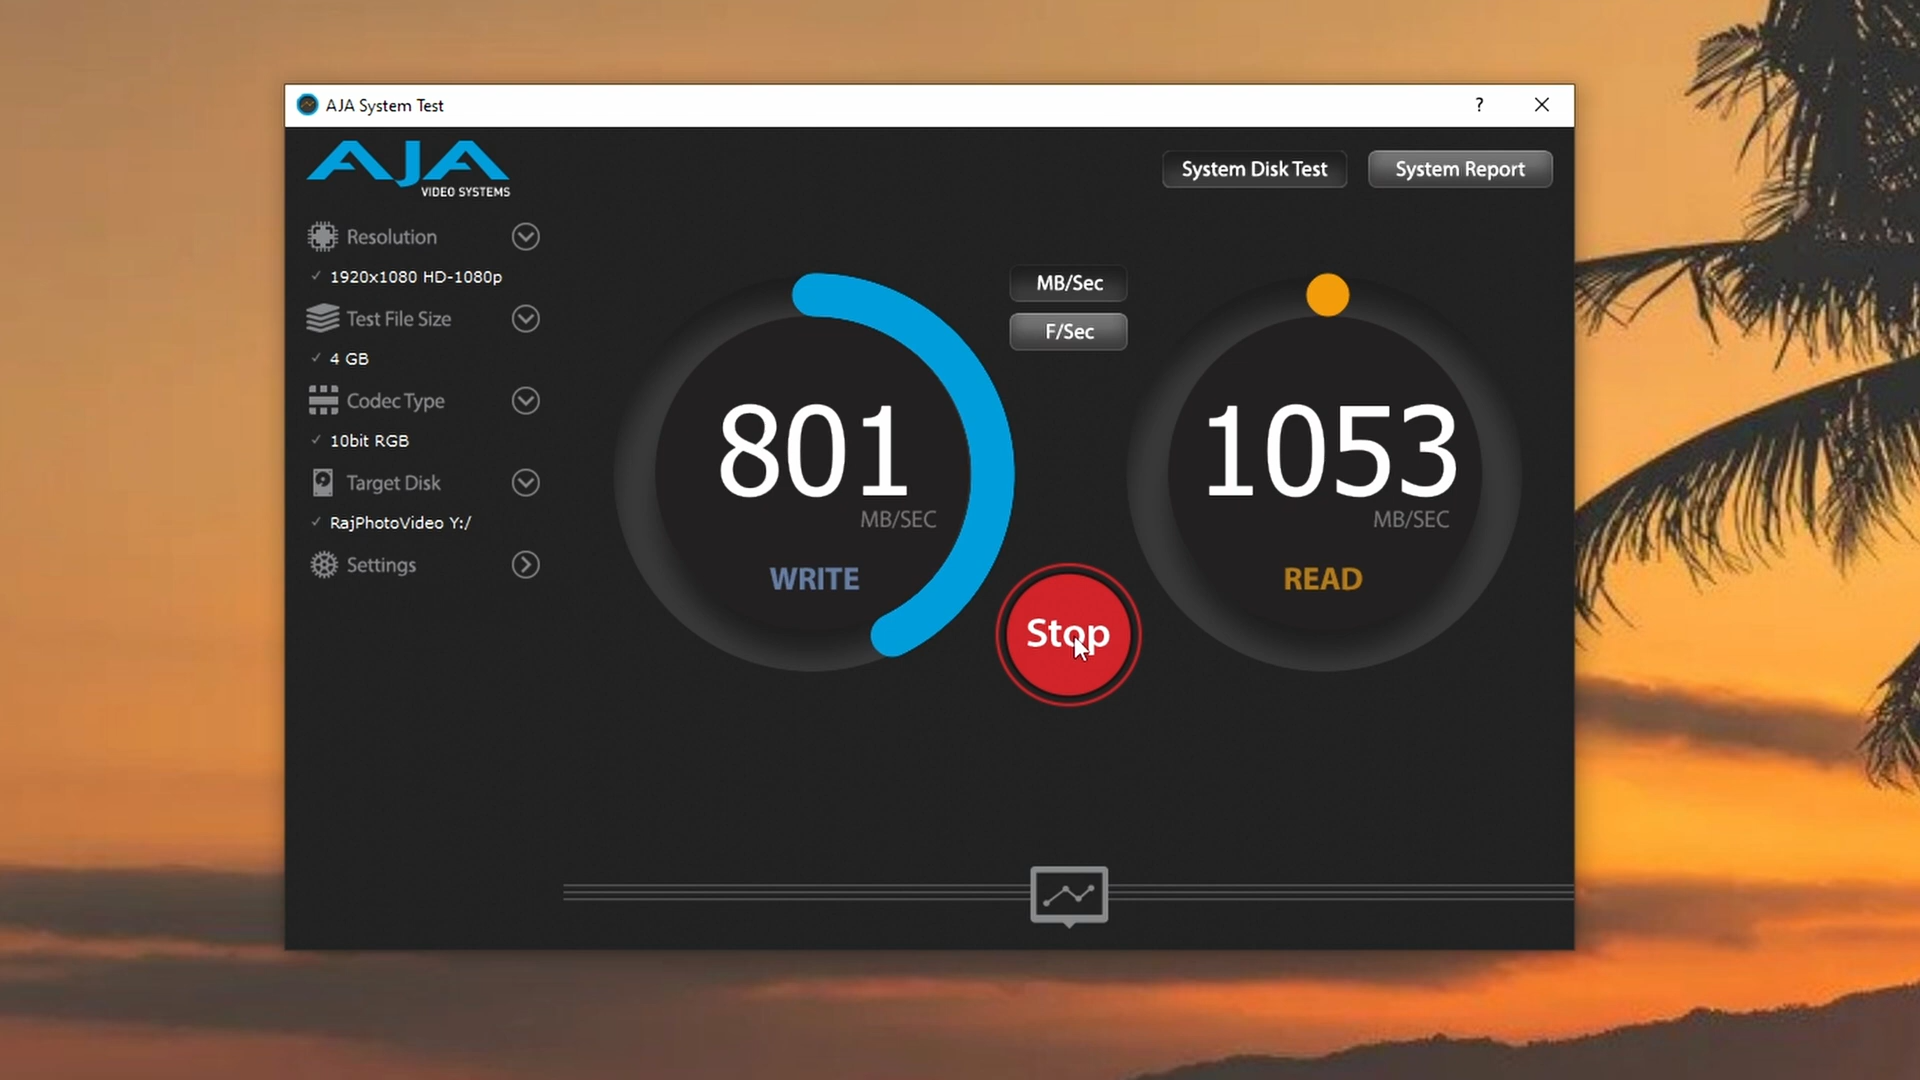 AJA System Test
?
AJA
VIDEO SYSTEMS
System Disk Test
System Report
Resolution
1920x1080 HD-1080p
Test File Size
4 GB
Codec Type
10bit RGB
Target Disk
RajPhotoVideo Y:/
Settings
MB/Sec
F/Sec
801
MB/SEC
WRITE
1053
MB/SEC
READ
Stop